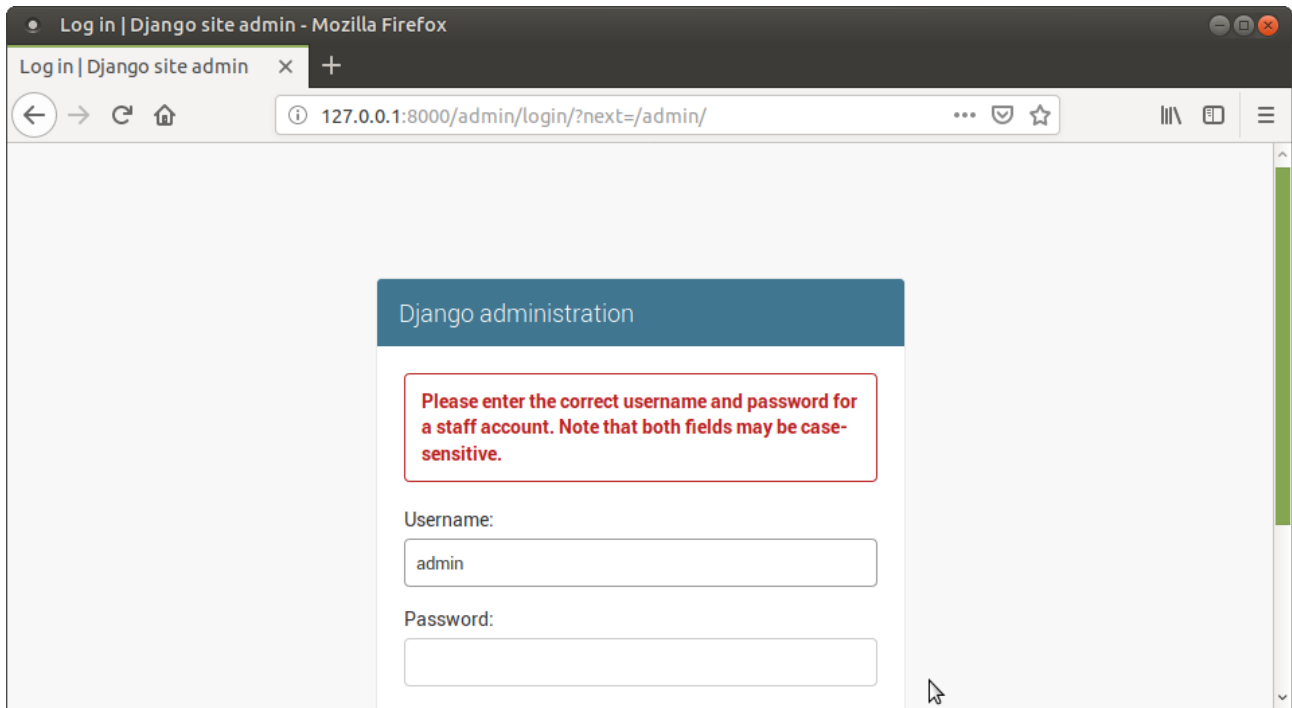 Log in | Django site admin - Mozilla Firefox
Log in | Django site admin
127.0.0.1:8000/admin/login/?next=/admin/
Django administration
Please enter the correct username and password for
a staff account. Note that both fields may be case-
sensitive.
Username:
admin
Password: